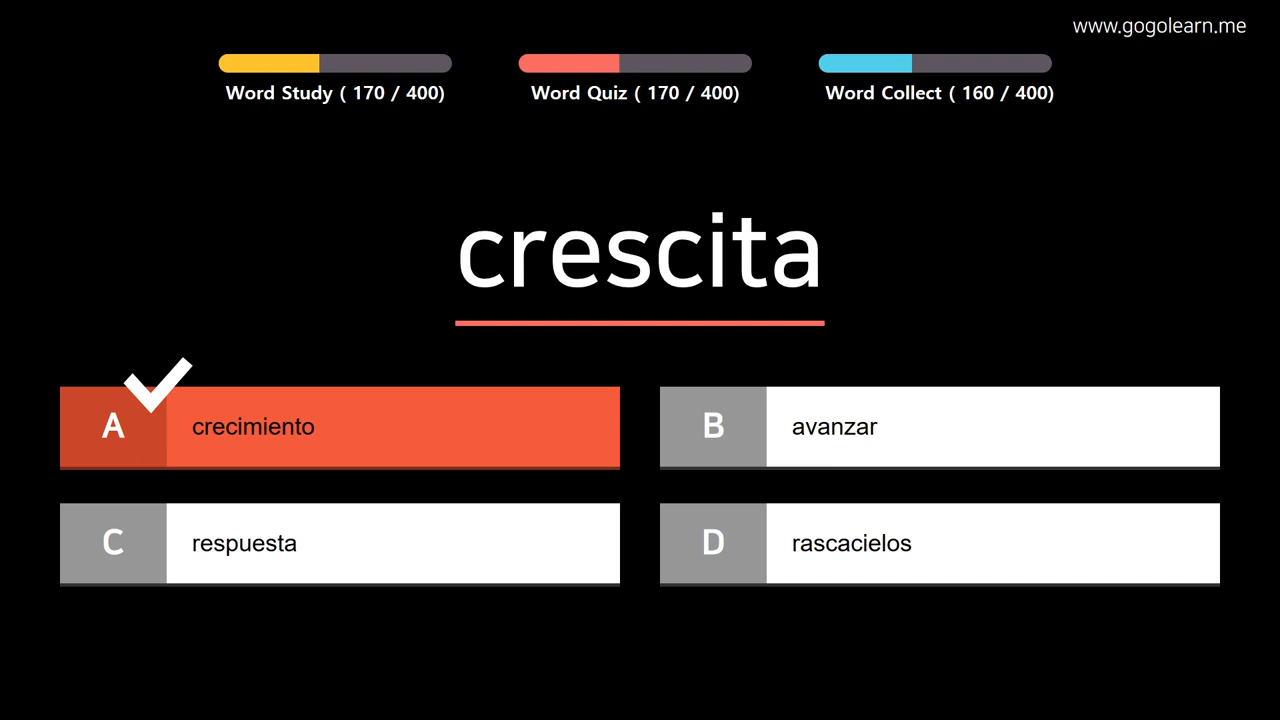 www.gogolearn.me
Word Study ( 170 / 400)
Word Quiz ( 170 / 400)
Word Collect ( 160 / 400)
crescita
A crecimiento
B avanzar
C respuesta
D rascacielos